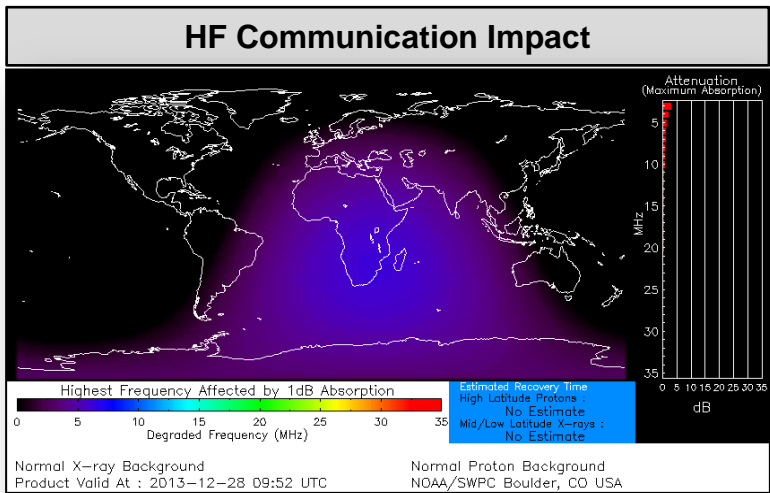 HF Communication Impact
Attenuation
(Maximum Absorption)
5
10
15
20
25
30
35
MHz
0 5 10 15 20 25 30 35
dB
Highest Frequency Affected by 1dB Absorption
0 5 10 15 20 25 30 35
Degraded Frequency (MHz)
Estimated Recovery Time
High Latitude Protons :
No Estimate
Mid/Low Latitude X-rays :
No Estimate
Normal X-ray Background
Normal Proton Background
Product Valid At : 2013-12-28 09:52 UTC
NOAA/SWPC Boulder, CO USA